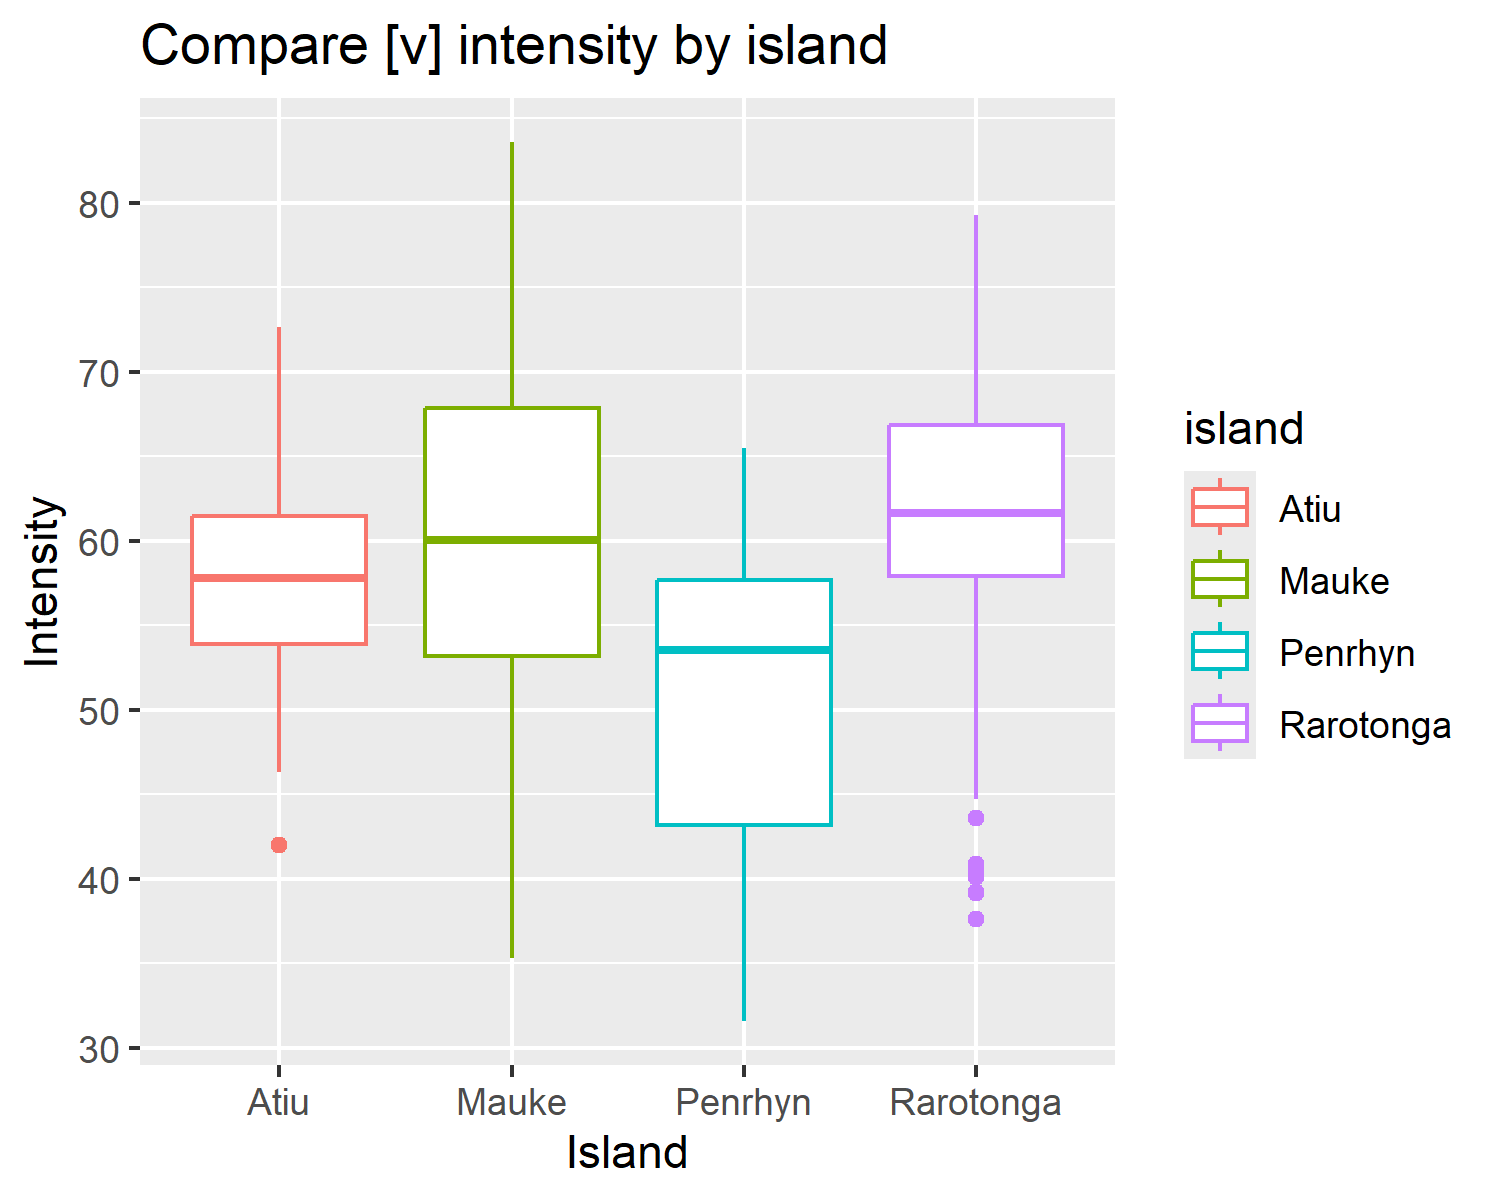 Compare [v] intensity by island
Intensity
80
70
60
50
40
30
Atiu
Mauke
Penrhyn
Rarotonga
Island
island
Atiu
Mauke
Penrhyn
Rarotonga